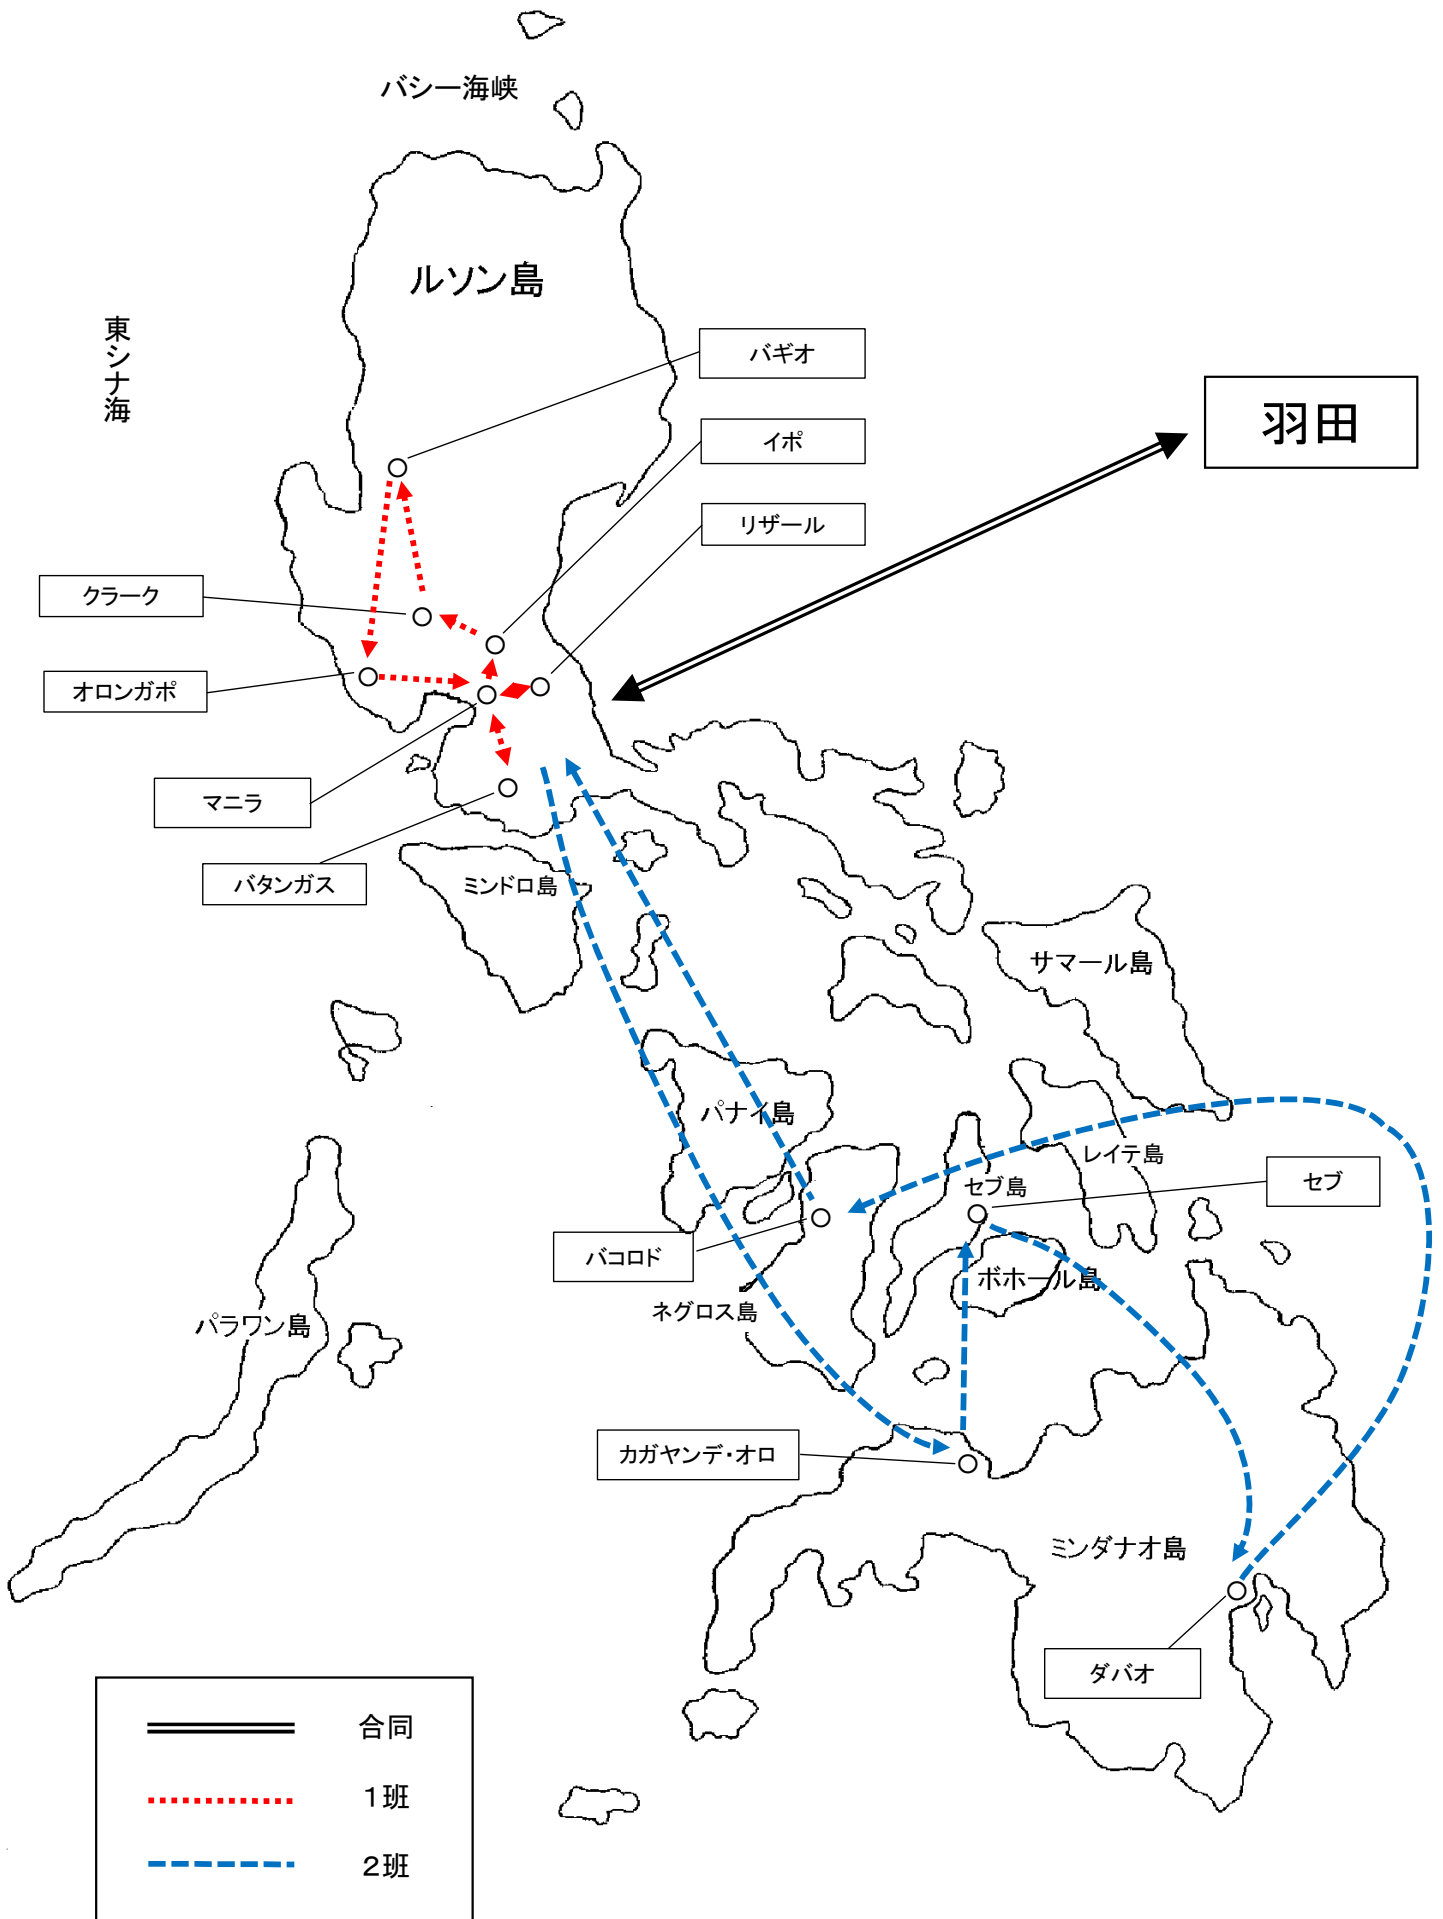 バシー海峡
ルソン島
東シナ海
バギオ
羽田
イポ
リザール
クラーク
オロンガポ
マニラ
バタンガス
ミンドロ島
サマール島
パナイ島
レイテ島
セブ
セブ島
バコロド
ボホール島
ネグロス島
パラワン島
カガヤンデ・オロ
ミンダナオ島
ダバオ
合同
１班
２班